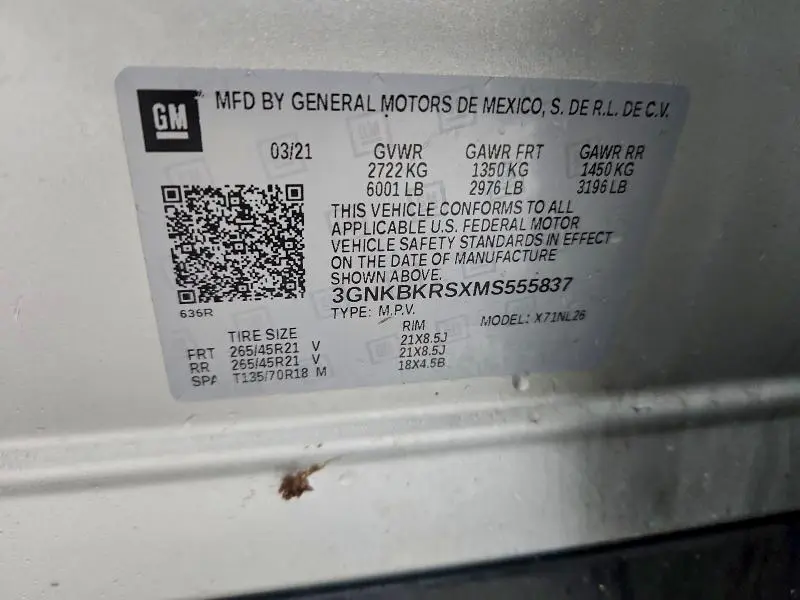 GM MFD BY GENERAL MOTORS DE MEXICO, S. DE R.L. DE C.V.
03/21 GVWR GAWR FRT GAWR RR
2722 KG 1350 KG 1450 KG
6001 LB 2976 LB 3196 LB
THIS VEHICLE CONFORMS TO ALL
APPLICABLE U.S. FEDERAL MOTOR
VEHICLE SAFETY STANDARDS IN EFFECT
ON THE DATE OF MANUFACTURE
SHOWN ABOVE.
3GNKBKRSXMS555837
636R
TYPE: M.P.V. MODEL: X71NL26
TIRE SIZE RIM
FRT 265/45R21 V 21X8.5J
RR 265/45R21 V 21X8.5J
SPA T135/70R18 M 18X4.5B